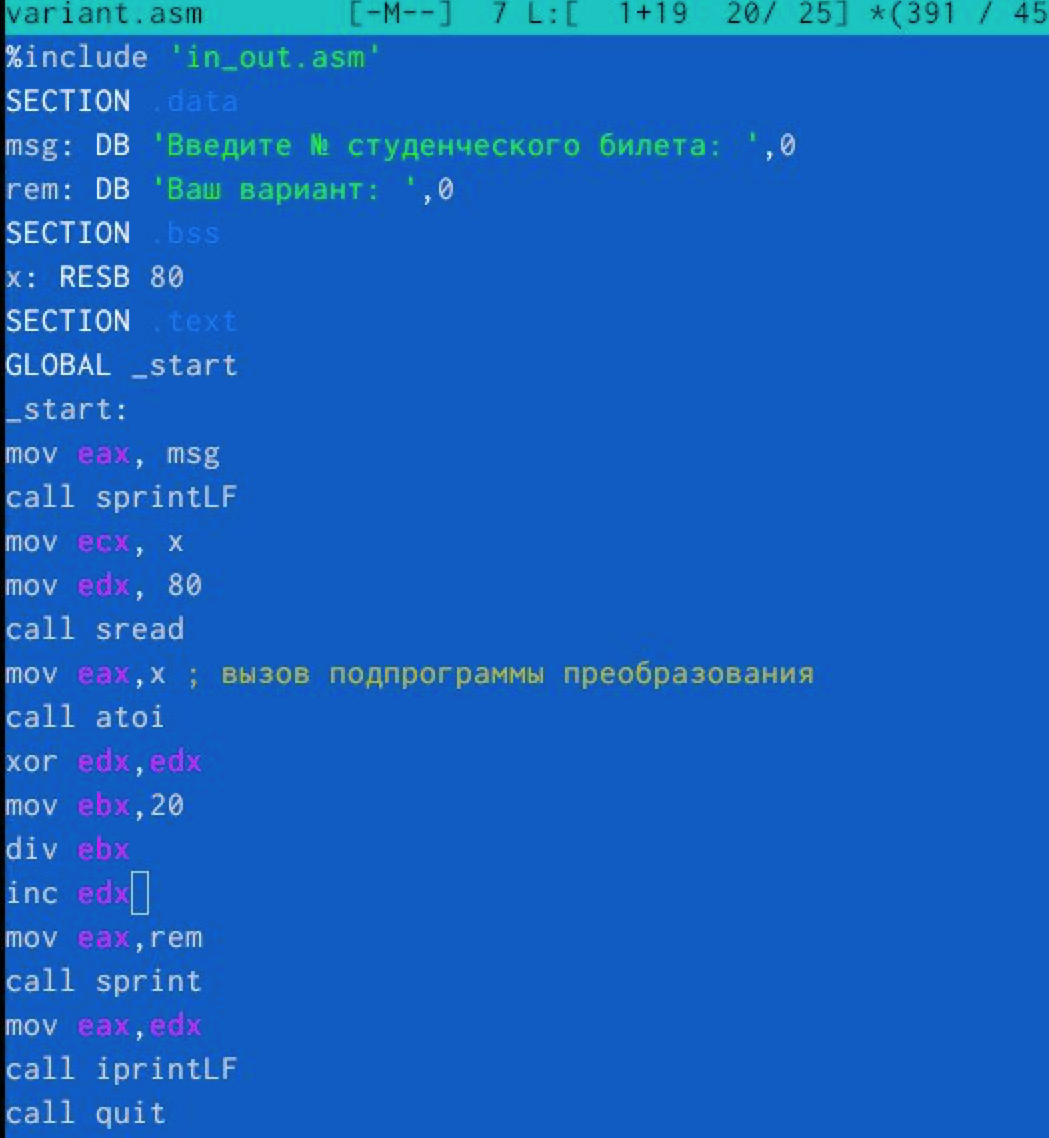 variant.asm [-M--] 7 L:[ 1+19 20/ 25] *(391 / 45
%include 'in_out.asm'
SECTION .data
msg: DB 'Введите № студенческого билета: ',0
rem: DB 'Ваш вариант: ',0
SECTION .bss
x: RESB 80
SECTION .text
GLOBAL _start
_start:
mov eax, msg
call sprintLF
mov ecx, x
mov edx, 80
call sread
mov eax,x ; вызов подпрограммы преобразования
call atoi
xor edx,edx
mov ebx,20
div ebx
inc edx
mov eax,rem
call sprint
mov eax,edx
call iprintLF
call quit